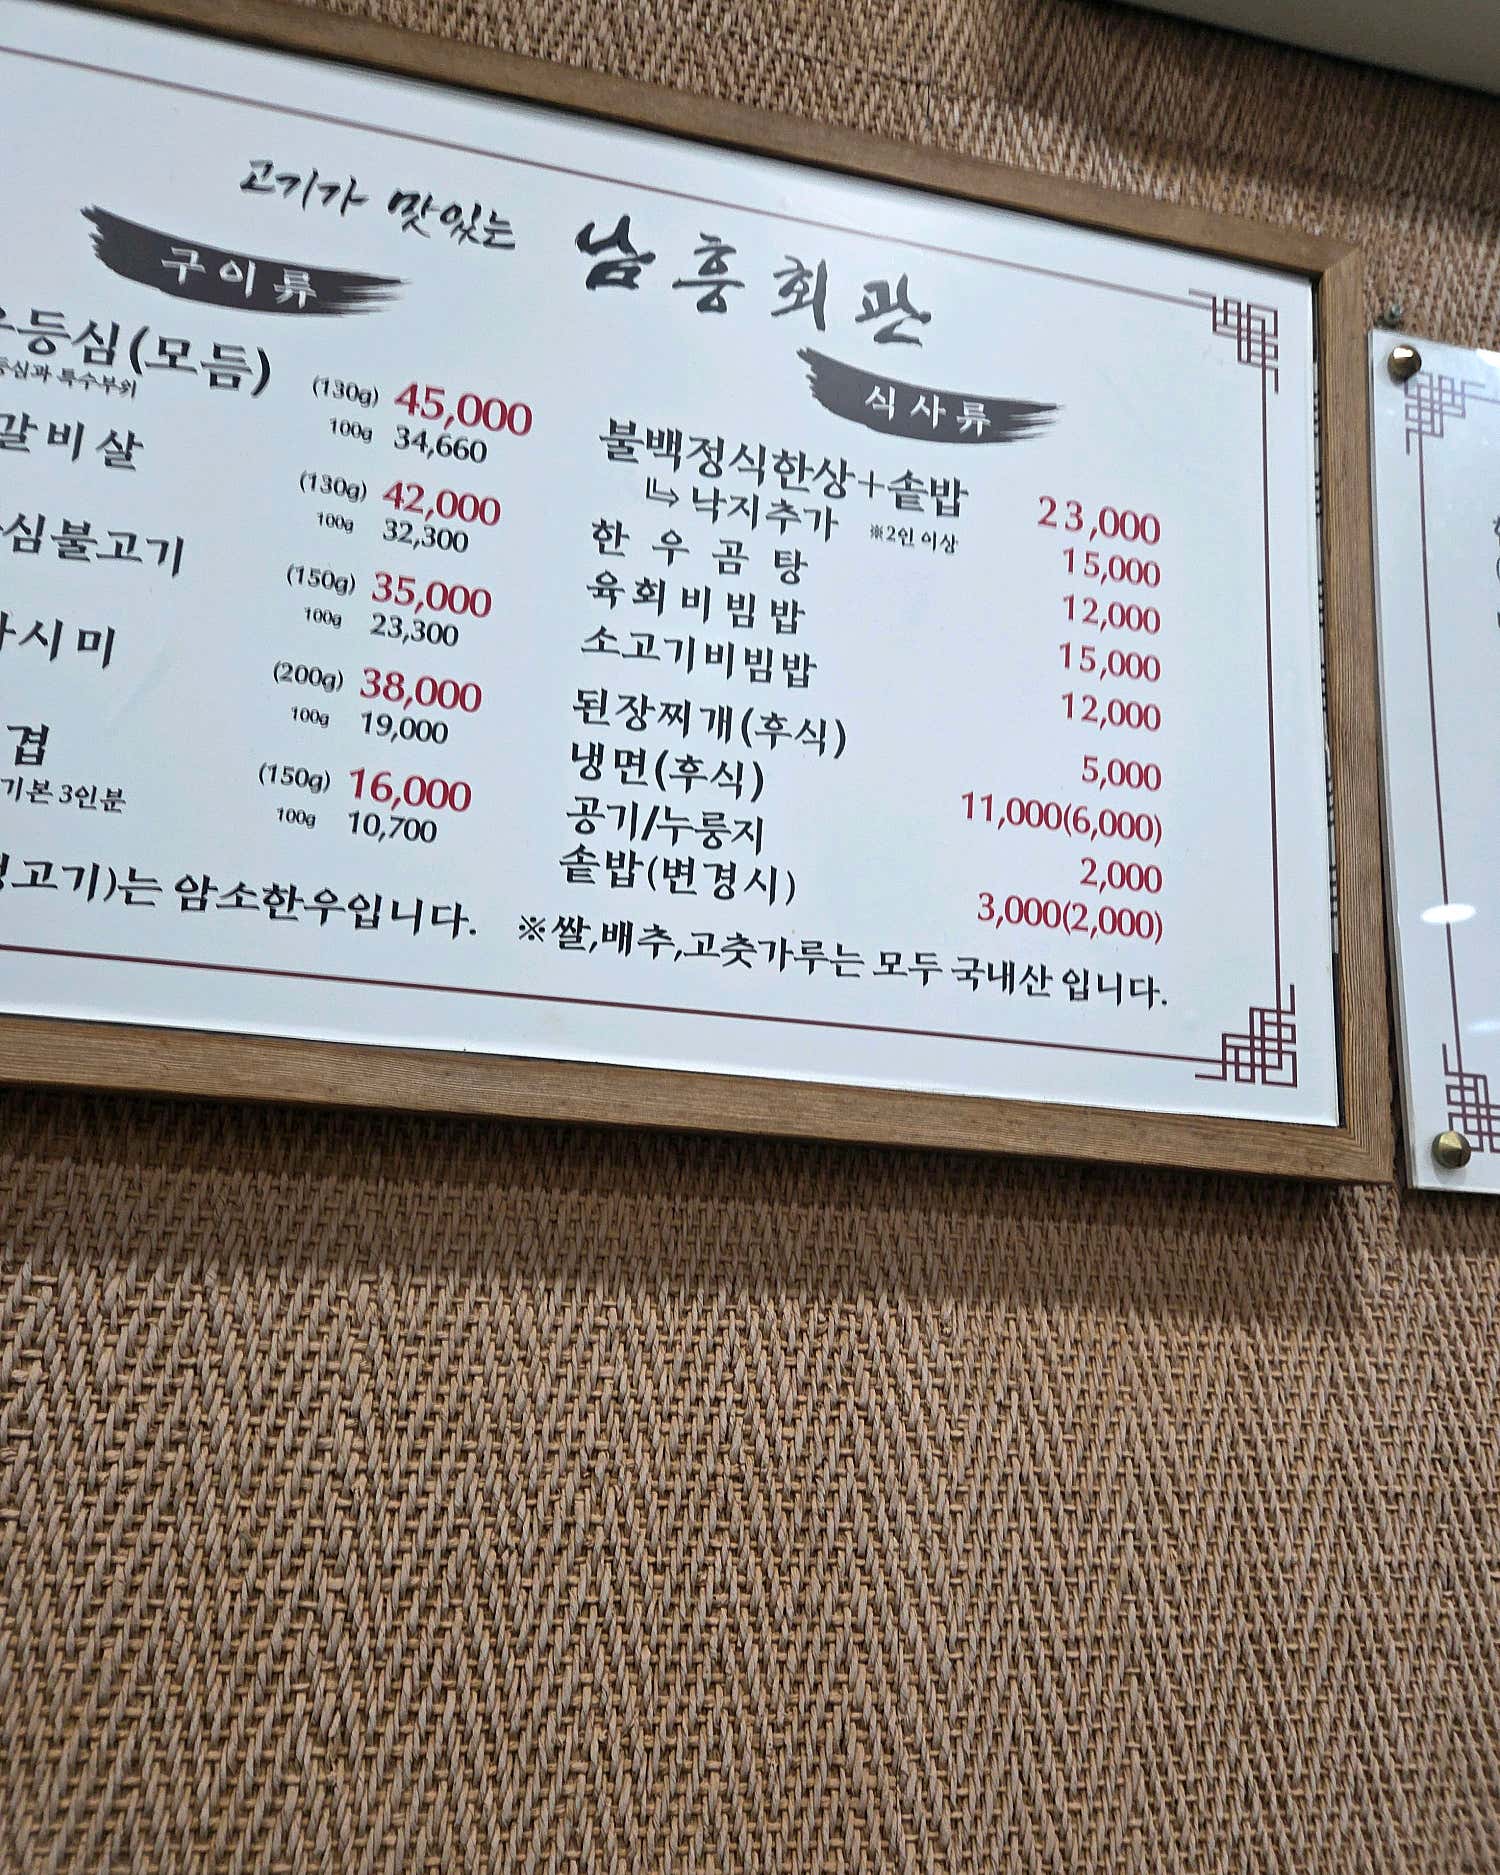 고기가 맛있는 남흥회관
구이류
등심(모듬) (130g) 45,000
특수부위 100g 34,660
갈비살 (130g) 42,000
100g 32,300
심불고기 (150g) 35,000
100g 23,300
시미 (200g) 38,000
100g 19,000
겹 (150g) 16,000
기본 3인분 100g 10,700
고기)는 암소한우입니다.
식사류
불백정식한상+솥밥 23,000
↳ 낙지추가 ※2인 이상 15,000
한우곰탕 12,000
육회비빔밥 15,000
소고기비빔밥 12,000
된장찌개(후식) 5,000
냉면(후식) 11,000(6,000)
공기/누룽지 2,000
솥밥(변경시) 3,000(2,000)
※쌀,배추,고춧가루는 모두 국내산 입니다.